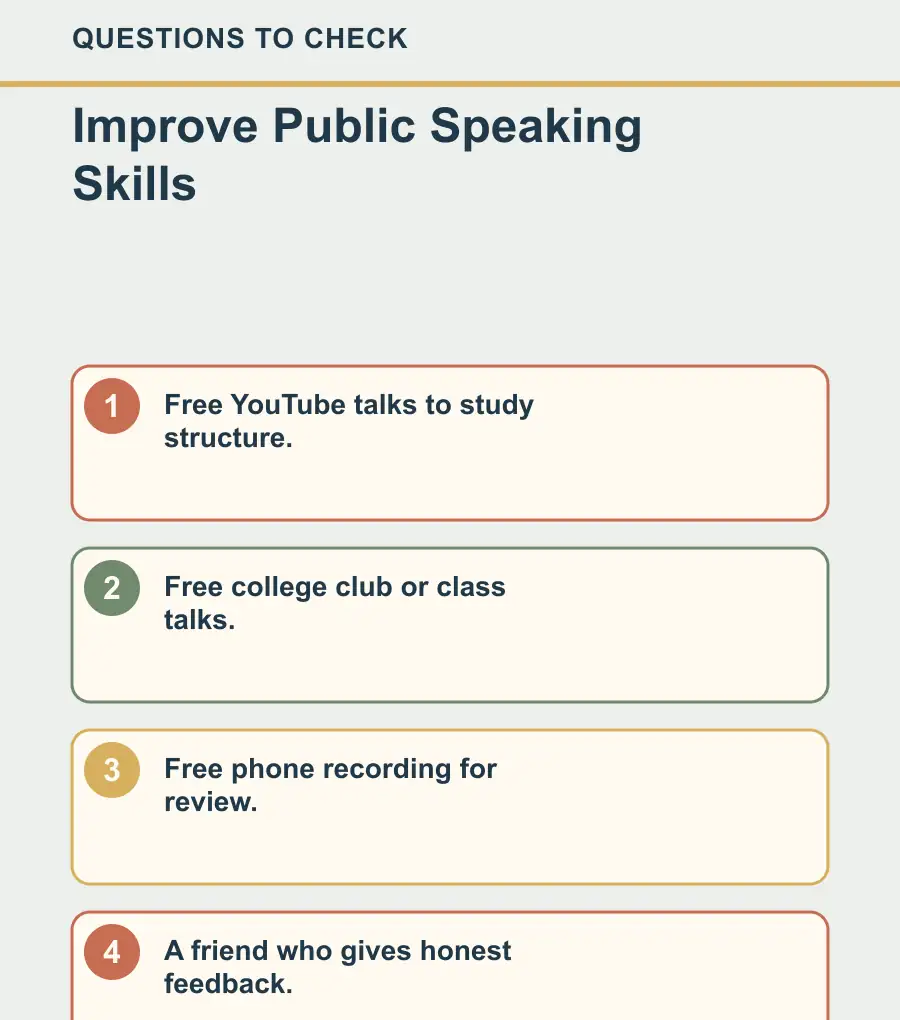 QUESTIONS TO CHECK
Improve Public Speaking
Skills
1
Free YouTube talks to study
structure.
2
Free college club or class
talks.
3
Free phone recording for
review.
4
A friend who gives honest
feedback.